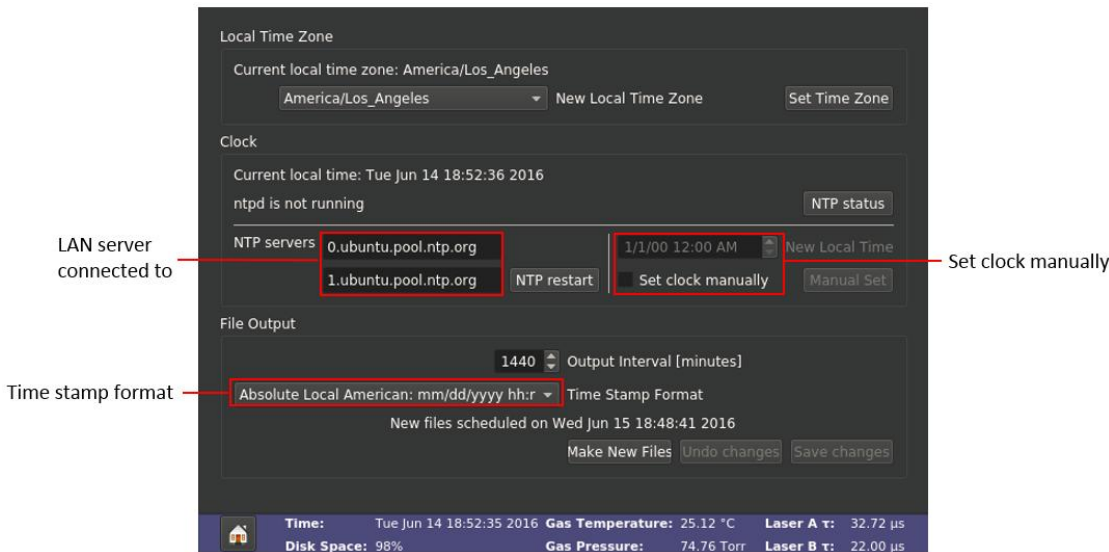 Local Time Zone
Current local time zone: America/Los_Angeles
America/Los_Angeles New Local Time Zone Set Time Zone
Clock
Current local time: Tue Jun 14 18:52:36 2016
ntpd is not running NTP status
LAN server
connected to
NTP servers 0.ubuntu.pool.ntp.org 1/1/00 12:00 AM New Local Time
1.ubuntu.pool.ntp.org NTP restart Set clock manually Manual Set
Set clock manually
File Output
1440 Output Interval [minutes]
Time stamp format
Absolute Local American: mm/dd/yyyy hh:r Time Stamp Format
New files scheduled on Wed Jun 15 18:48:41 2016
Make New Files Undo changes Save changes
Time: Tue Jun 14 18:52:35 2016 Gas Temperature: 25.12 °C Laser A τ: 32.72 µs
Disk Space: 98% Gas Pressure: 74.76 Torr Laser B τ: 22.00 µs